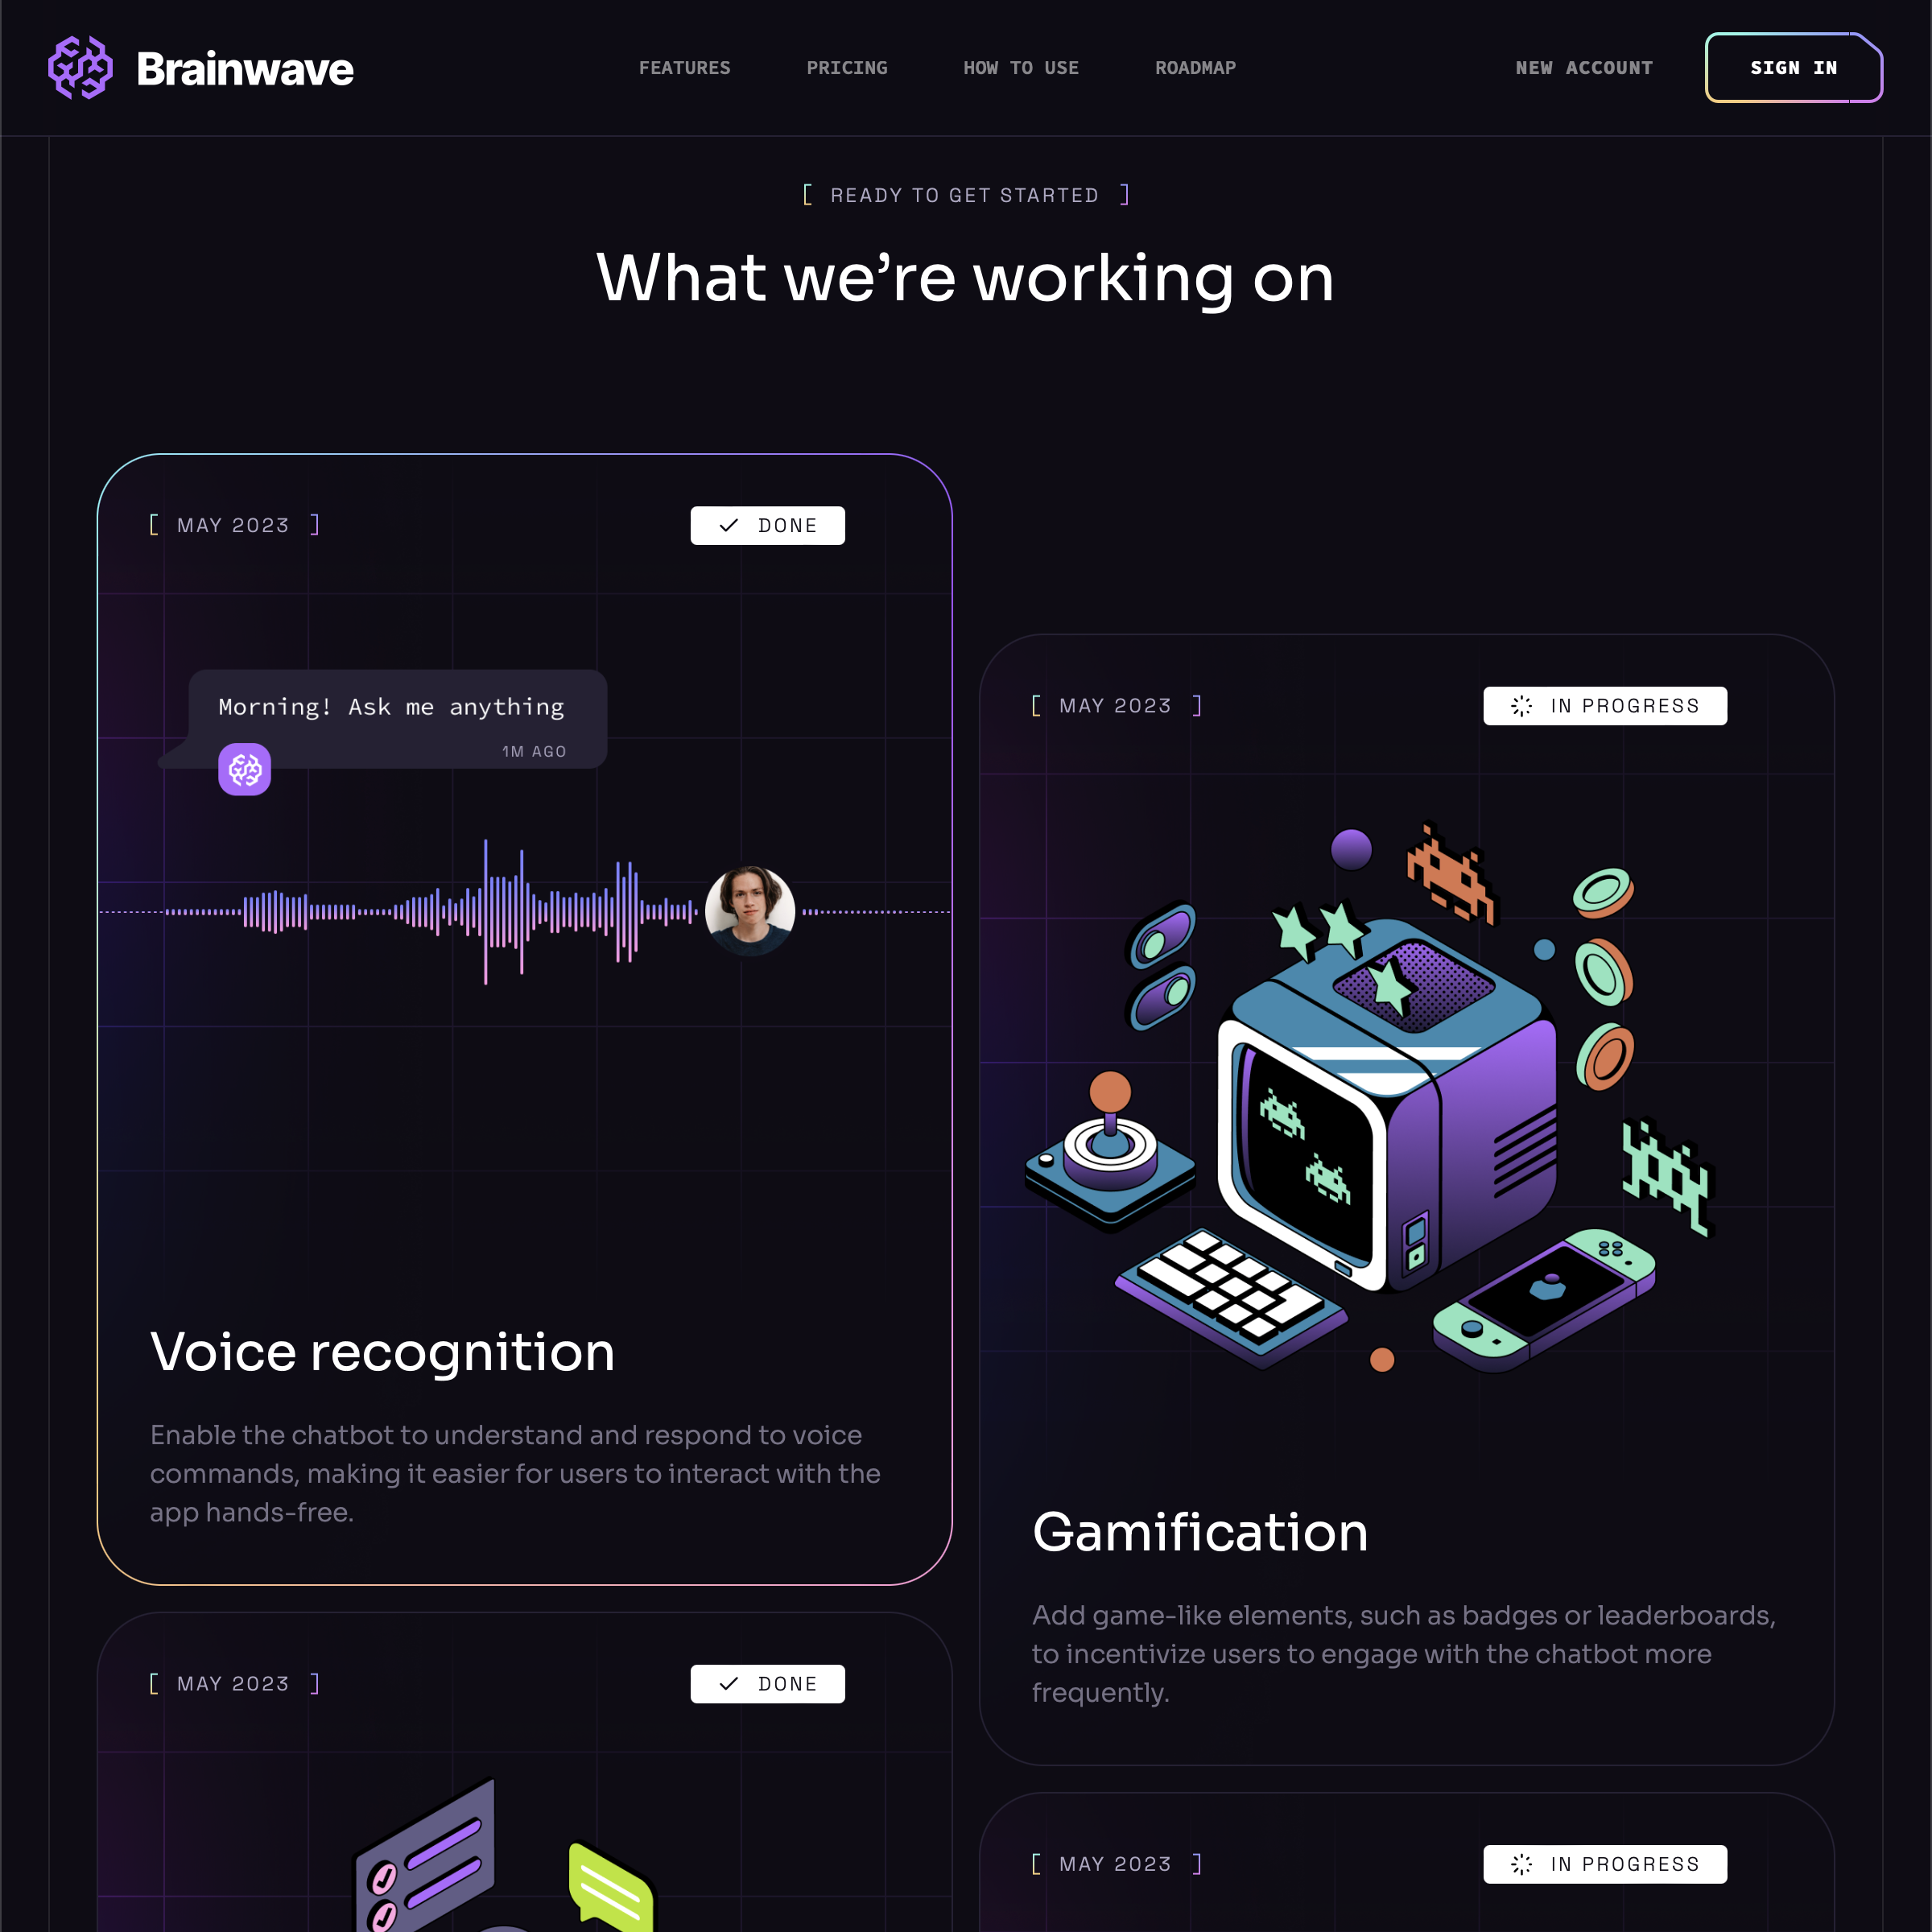 Brainwave
FEATURES
PRICING
HOW TO USE
ROADMAP
NEW ACCOUNT
SIGN IN
READY TO GET STARTED
What we’re working on
MAY 2023
DONE
Morning! Ask me anything
1M AGO
Voice recognition
Enable the chatbot to understand and respond to voice
commands, making it easier for users to interact with the
app hands-free.
MAY 2023
IN PROGRESS
Gamification
Add game-like elements, such as badges or leaderboards,
to incentivize users to engage with the chatbot more
frequently.
MAY 2023
DONE
MAY 2023
IN PROGRESS